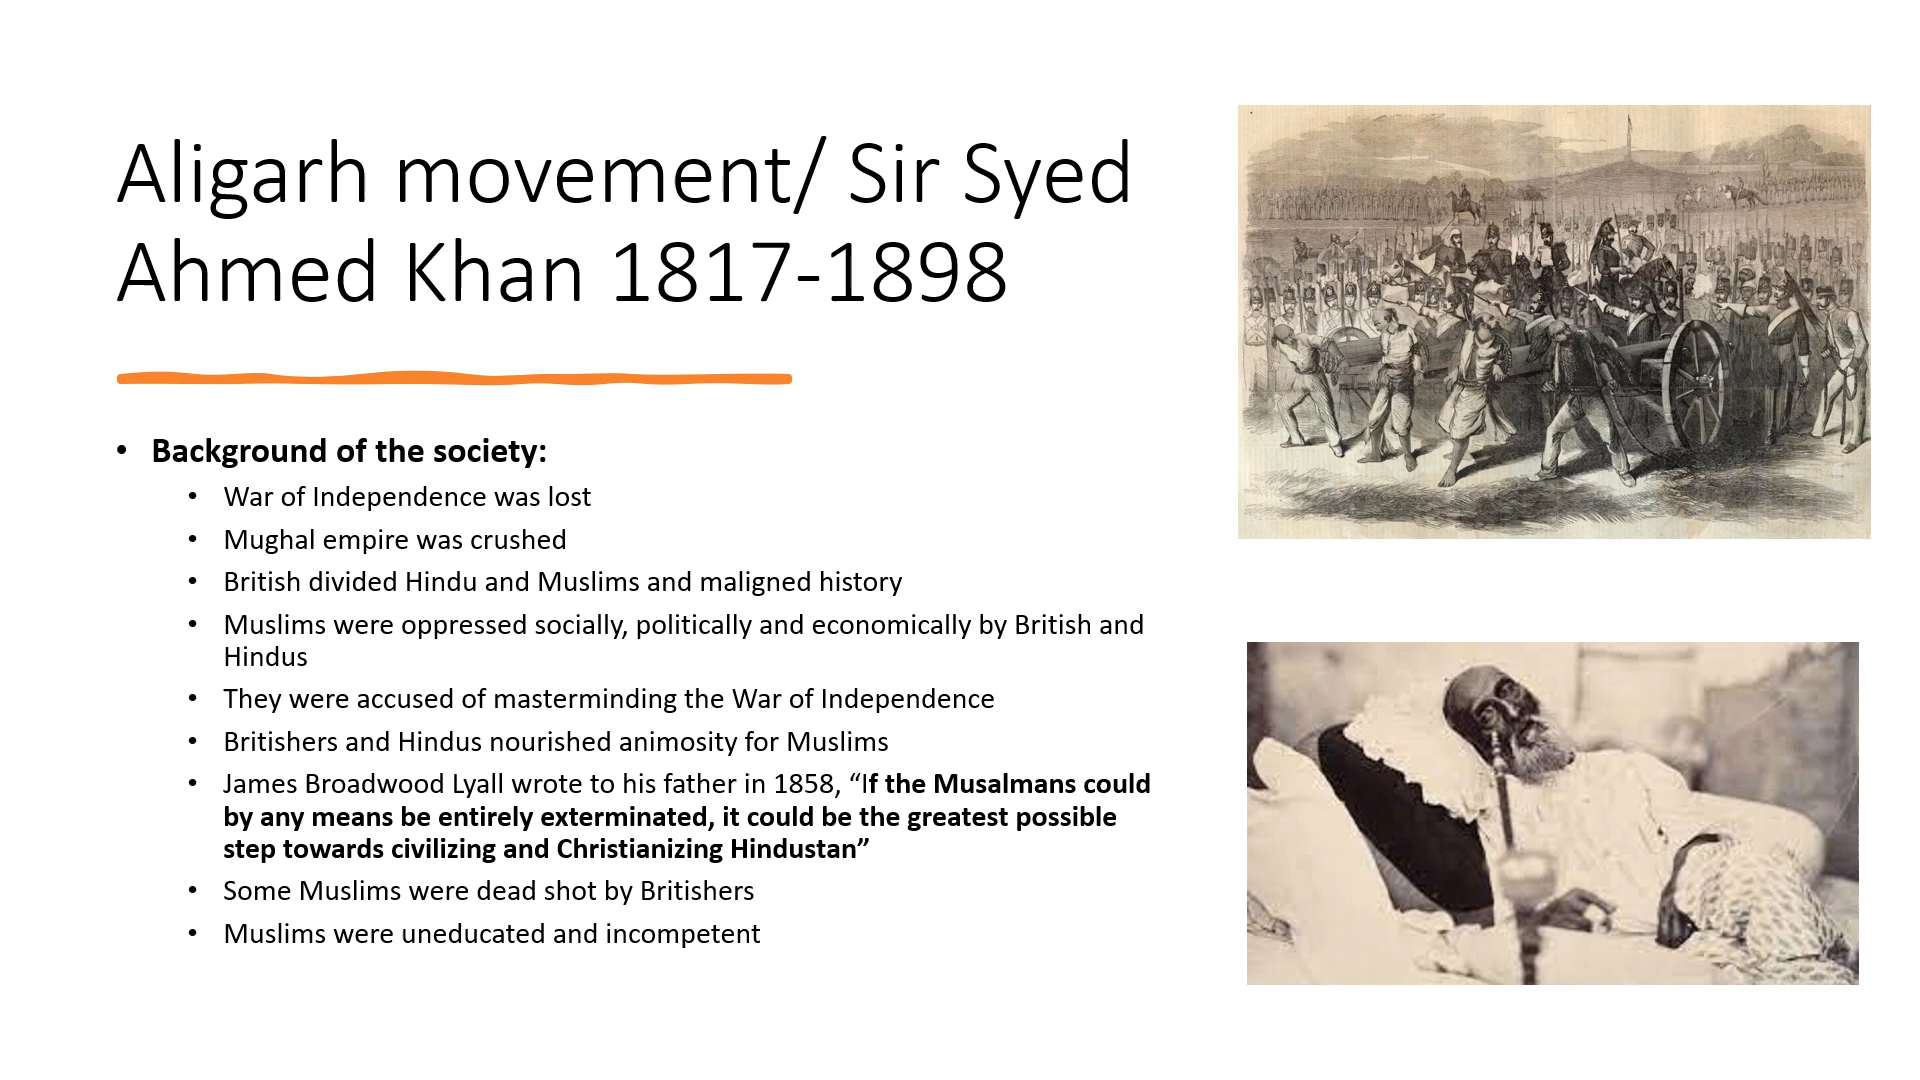 Aligarh movement/ Sir Syed
Ahmed Khan 1817-1898
• Background of the society:
• War of Independence was lost
• Mughal empire was crushed
• British divided Hindu and Muslims and maligned history
• Muslims were oppressed socially, politically and economically by British and
Hindus
• They were accused of masterminding the War of Independence
• Britishers and Hindus nourished animosity for Muslims
• James Broadwood Lyall wrote to his father in 1858, “If the Musalmans could
by any means be entirely exterminated, it could be the greatest possible
step towards civilizing and Christianizing Hindustan”
• Some Muslims were dead shot by Britishers
• Muslims were uneducated and incompetent